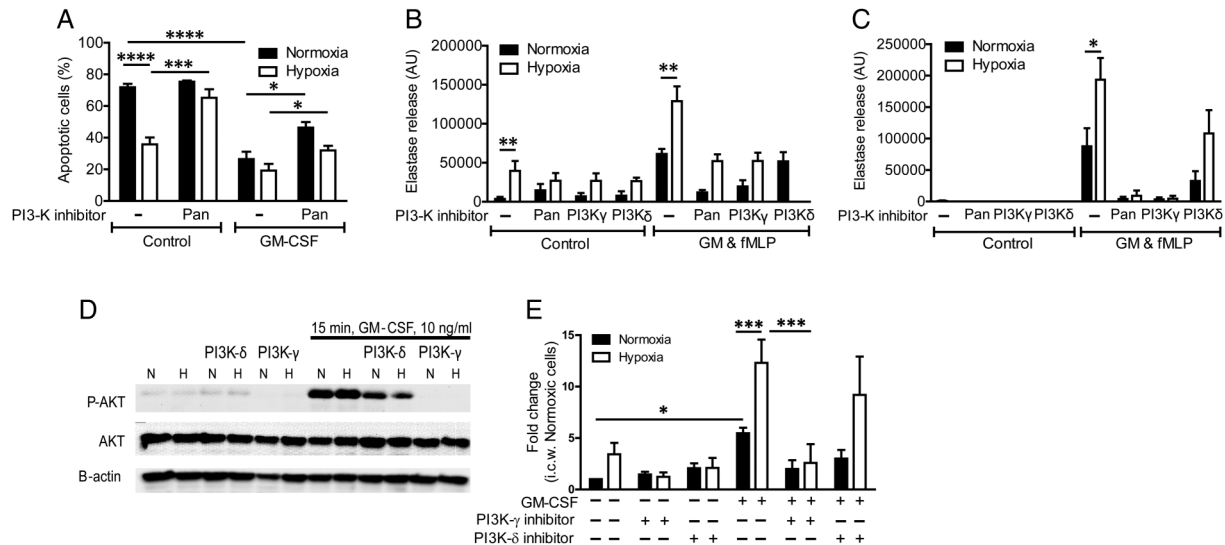 A
****
Normoxia
Hypoxia
****
***
*
*
Apoptotic cells (%)
100
80
60
40
20
0
PI3-K inhibitor
– Pan – Pan
Control GM-CSF
B
Normoxia
Hypoxia
**
**
Elastase release (AU)
200000
150000
100000
50000
0
PI3-K inhibitor
– Pan PI3Kγ PI3Kδ – Pan PI3Kγ PI3Kδ
Control GM & fMLP
C
Normoxia
Hypoxia
*
Elastase release (AU)
250000
200000
150000
100000
50000
0
PI3-K inhibitor
– Pan PI3Kγ PI3Kδ – Pan PI3Kγ PI3Kδ
Control GM & fMLP
D
15 min, GM-CSF, 10 ng/ml
PI3K-δ PI3K-γ PI3K-δ PI3K-γ
N H N H N H N H N H N H
P-AKT
AKT
B-actin
E
Normoxia
Hypoxia
*** ***
*
Fold change
(i.c.w. Normoxic cells)
15
10
5
0
GM-CSF – – – – – – + + + + + +
PI3K-γ inhibitor – – + + – – – – + + – –
PI3K-δ inhibitor – – – – + + – – – – + +